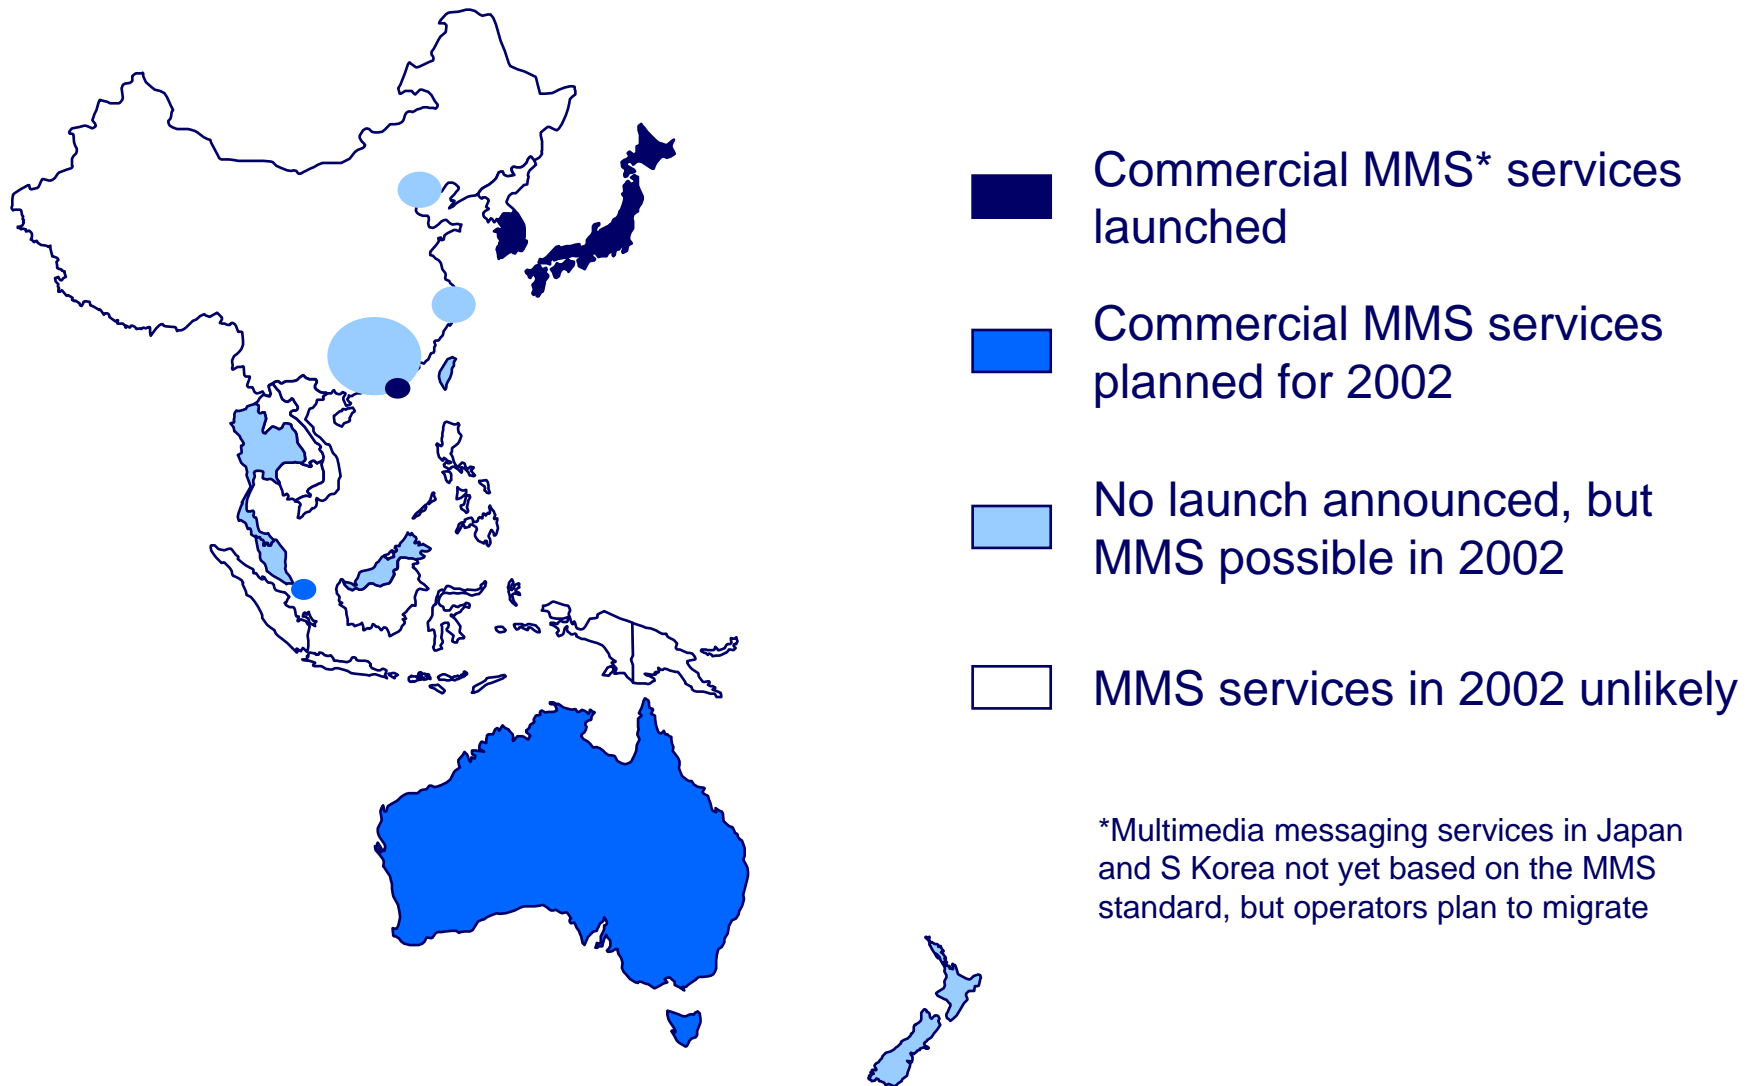 Commercial MMS* services
launched
Commercial MMS services
planned for 2002
No launch announced, but
MMS possible in 2002
MMS services in 2002 unlikely
*Multimedia messaging services in Japan
and S Korea not yet based on the MMS
standard, but operators plan to migrate